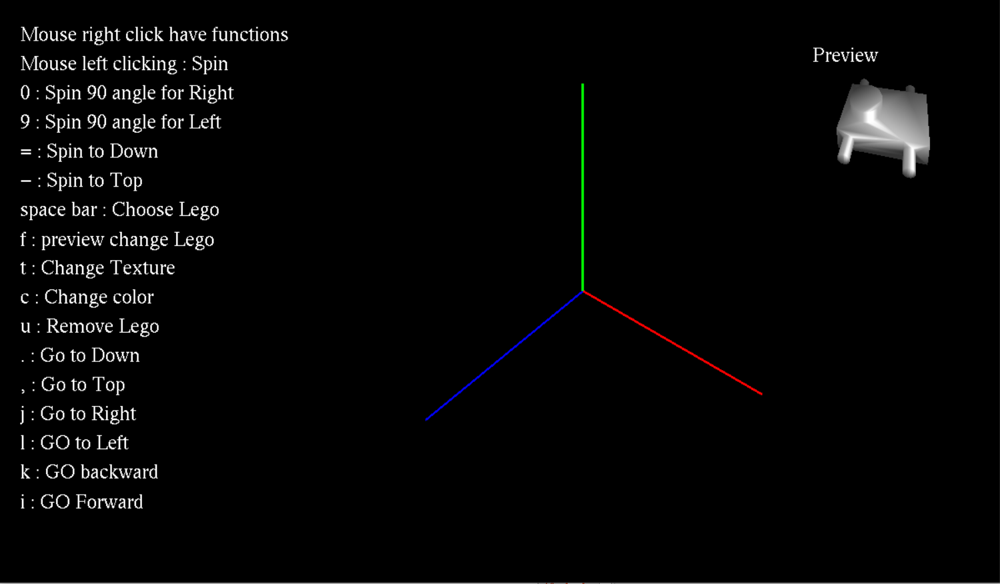 Mouse right click have functions
Mouse left clicking : Spin
0 : Spin 90 angle for Right
9 : Spin 90 angle for Left
= : Spin to Down
− : Spin to Top
space bar : Choose Lego
f : preview change Lego
t : Change Texture
c : Change color
u : Remove Lego
. : Go to Down
, : Go to Top
j : Go to Right
l : GO to Left
k : GO backward
i : GO Forward
Preview